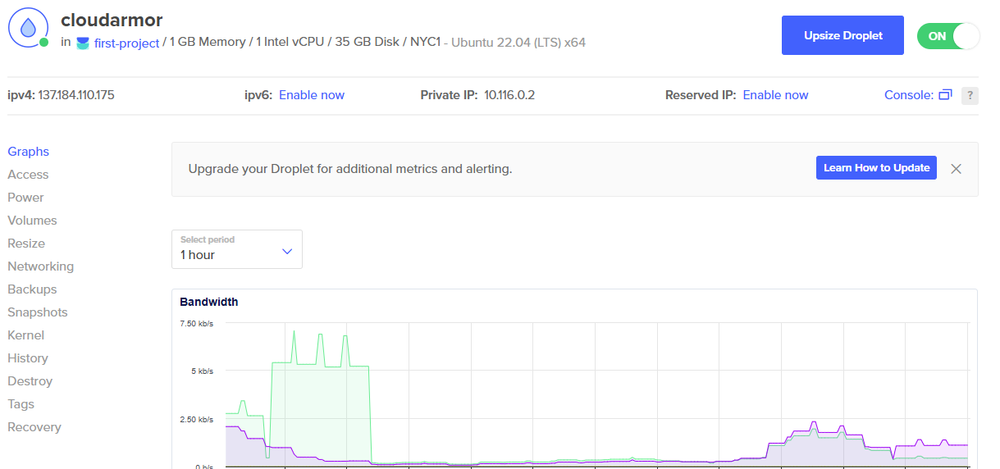 cloudarmor
in first-project / 1 GB Memory / 1 Intel vCPU / 35 GB Disk / NYC1 - Ubuntu 22.04 (LTS) x64
Upsize Droplet
ON
ipv4: 137.184.110.175
ipv6: Enable now
Private IP: 10.116.0.2
Reserved IP: Enable now
Console:
?
Graphs
Access
Power
Volumes
Resize
Networking
Backups
Snapshots
Kernel
History
Destroy
Tags
Recovery
Upgrade your Droplet for additional metrics and alerting.
Learn How to Update
Select period
1 hour
Bandwidth
7.50 kb/s
5 kb/s
2.50 kb/s
0 b/s